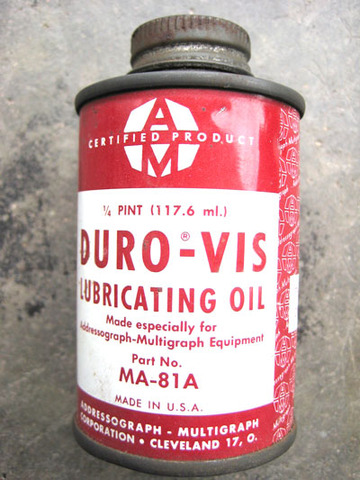 AM
CERTIFIED PRODUCT
¼ PINT (117.6 ml.)
DURO®-VIS
LUBRICATING OIL
Made especially for
Addressograph-Multigraph Equipment
Part No.
MA-81A
MADE IN U.S.A.
ADDRESSOGRAPH - MULTIGRAPH
CORPORATION • CLEVELAND 17, O.